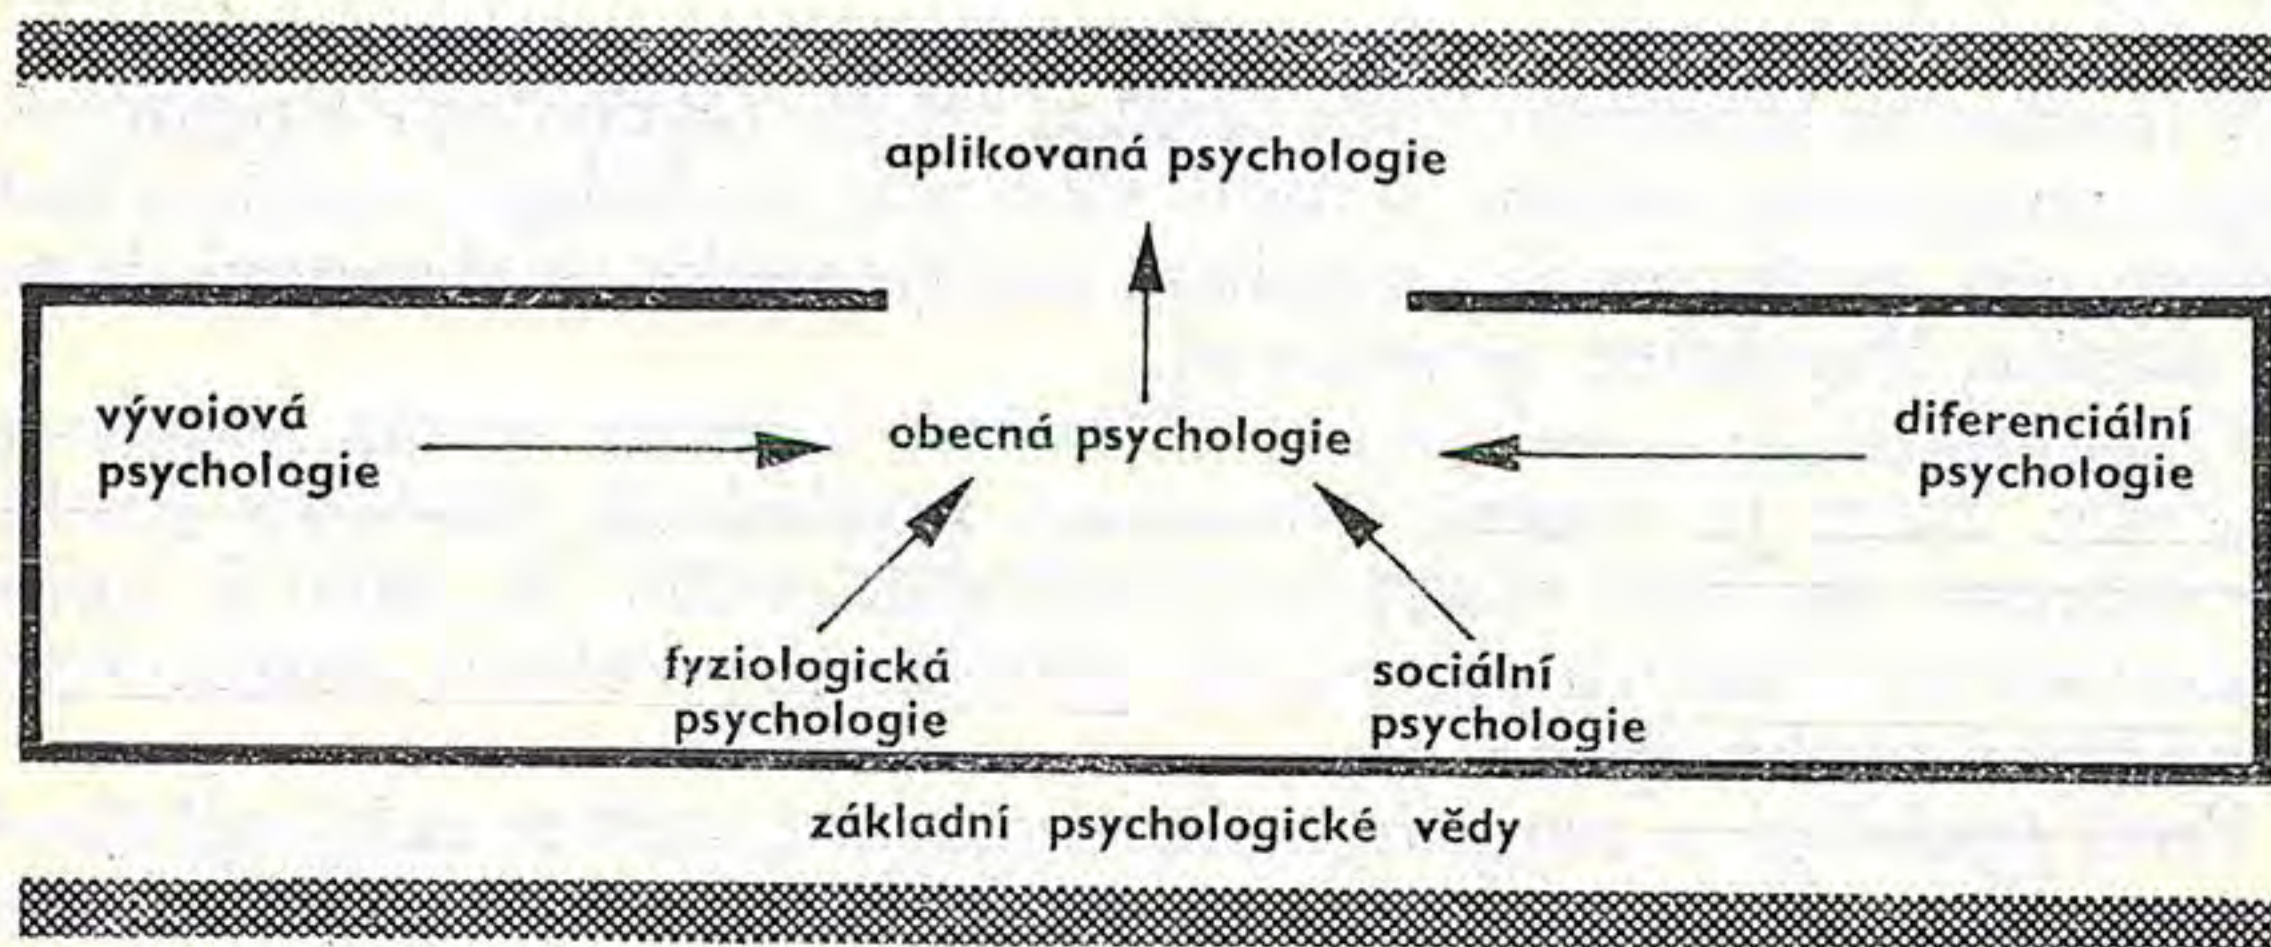 aplikovaná psychologie
vývoiová
psychologie
obecná psychologie
diferenciální
psychologie
fyziologická
psychologie
sociální
psychologie
základní psychologické vědy